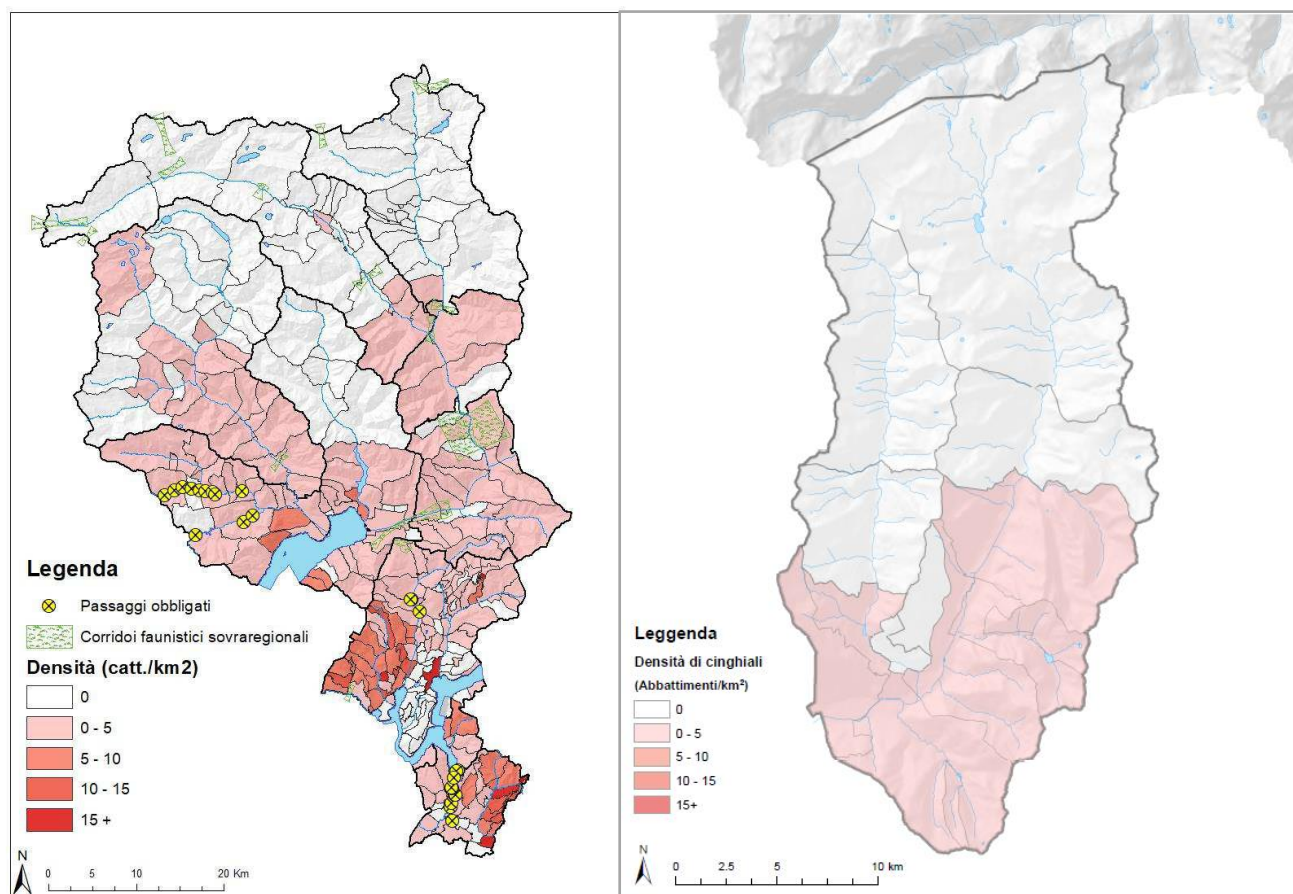 Legenda
Passaggi obbligati
Corridoi faunistici sovraregionali
Densità (catt./km2)
0
0 - 5
5 - 10
10 - 15
15 +
N
0 5 10 20 Km
Leggenda
Densità di cinghiali
(Abbattimenti/km²)
0
0 - 5
5 - 10
10 - 15
15+
N
0 2.5 5 10 km